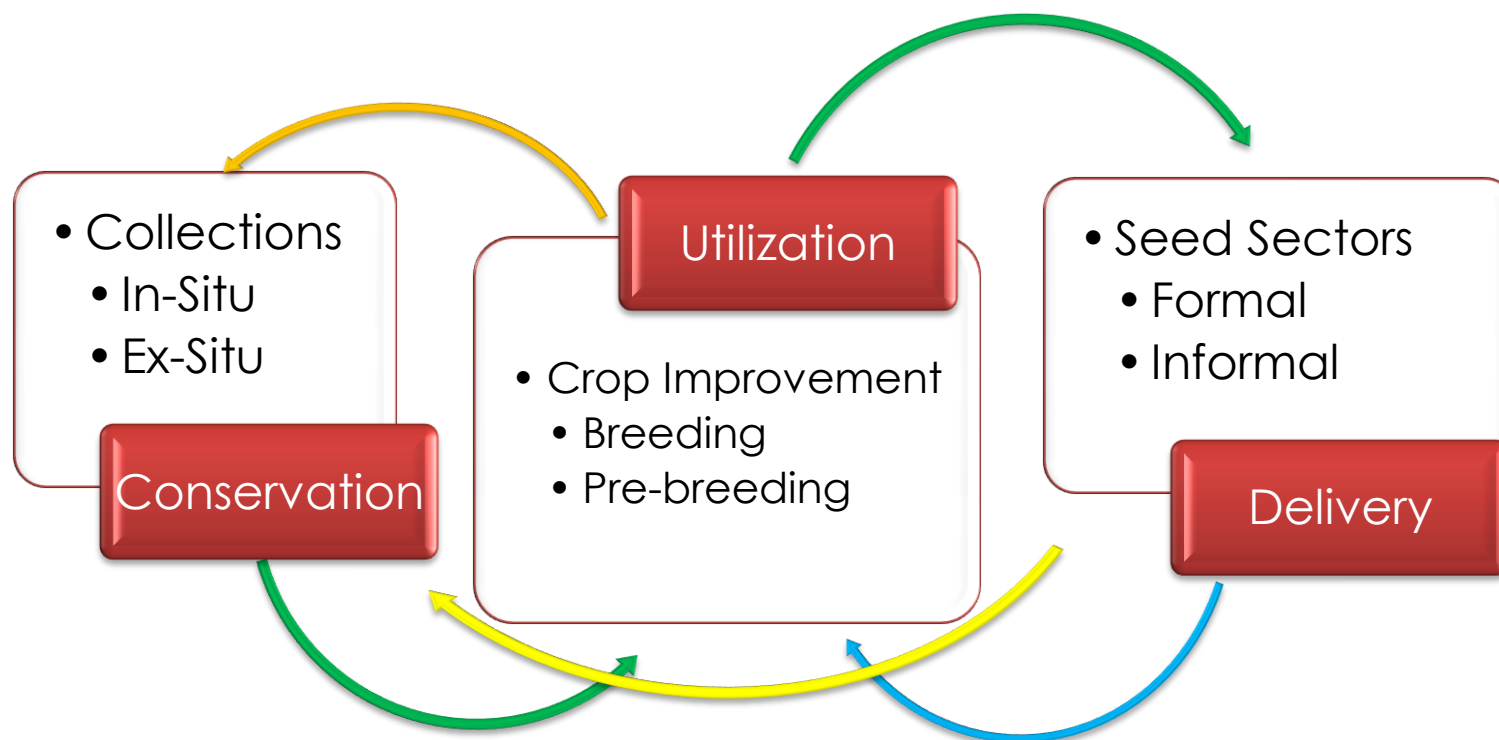 • Collections
• In-Situ
• Ex-Situ
Conservation
Utilization
• Crop Improvement
• Breeding
• Pre-breeding
• Seed Sectors
• Formal
• Informal
Delivery